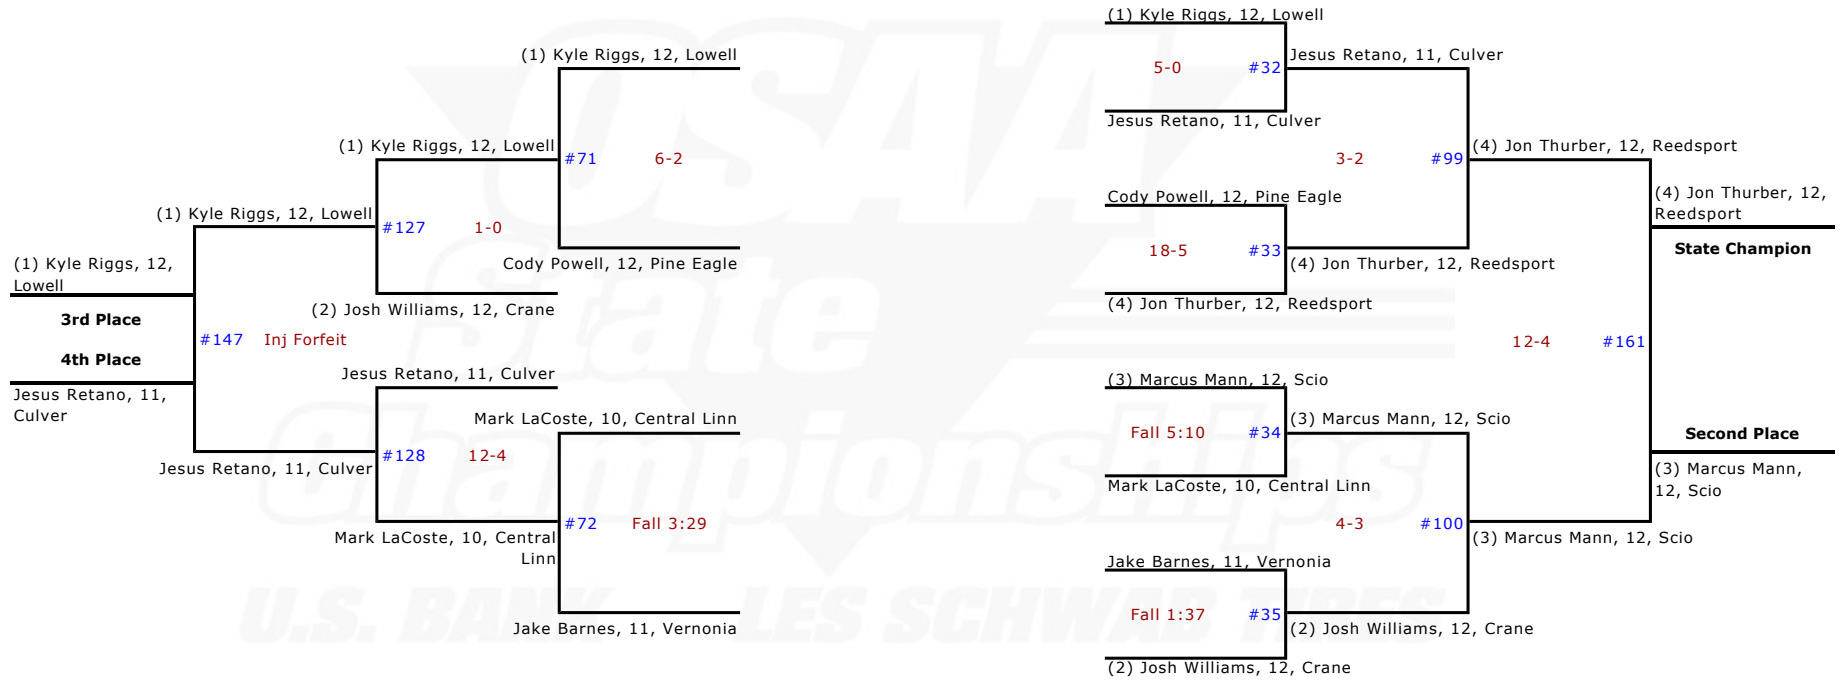 (1) Kyle Riggs, 12, Lowell
(1) Kyle Riggs, 12, Lowell
#71 6-2
(1) Kyle Riggs, 12, Lowell
#127 1-0
(1) Kyle Riggs, 12,
Lowell
Cody Powell, 12, Pine Eagle
(2) Josh Williams, 12, Crane
3rd Place
#147 Inj Forfeit
4th Place
Jesus Retano, 11, Culver
Jesus Retano, 11,
Culver
Mark LaCoste, 10, Central Linn
#128 12-4
Jesus Retano, 11, Culver
#72 Fall 3:29
Mark LaCoste, 10, Central
Linn
Jake Barnes, 11, Vernonia
(1) Kyle Riggs, 12, Lowell
Jesus Retano, 11, Culver
5-0 #32
Jesus Retano, 11, Culver
(4) Jon Thurber, 12, Reedsport
3-2 #99
Cody Powell, 12, Pine Eagle
(4) Jon Thurber, 12,
Reedsport
18-5 #33
State Champion
(4) Jon Thurber, 12, Reedsport
(4) Jon Thurber, 12, Reedsport
12-4 #161
(3) Marcus Mann, 12, Scio
(3) Marcus Mann, 12, Scio
Fall 5:10 #34
Second Place
(3) Marcus Mann,
12, Scio
Mark LaCoste, 10, Central Linn
4-3 #100
(3) Marcus Mann, 12, Scio
Jake Barnes, 11, Vernonia
Fall 1:37 #35
(2) Josh Williams, 12, Crane
(2) Josh Williams, 12, Crane
OSAA
State
Championships
U.S. BANK LES SCHWAB TIRES